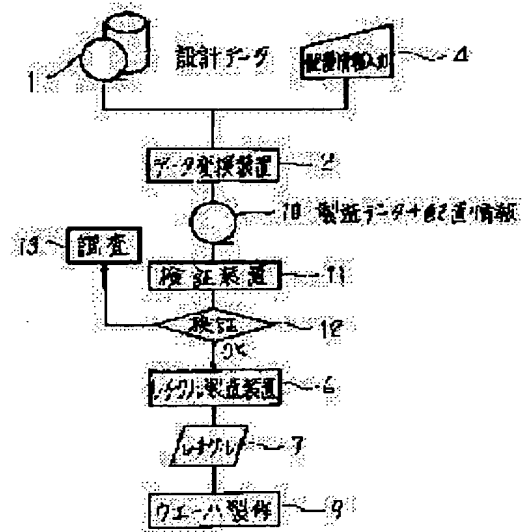 1
設計データ
配置情報入力
4
データ変換装置
2
10 製造データ+配置情報
13
調査
検証装置
11
検証
12
OK
レチクル製造装置
6
レチクル
7
ウエーハ製作
9